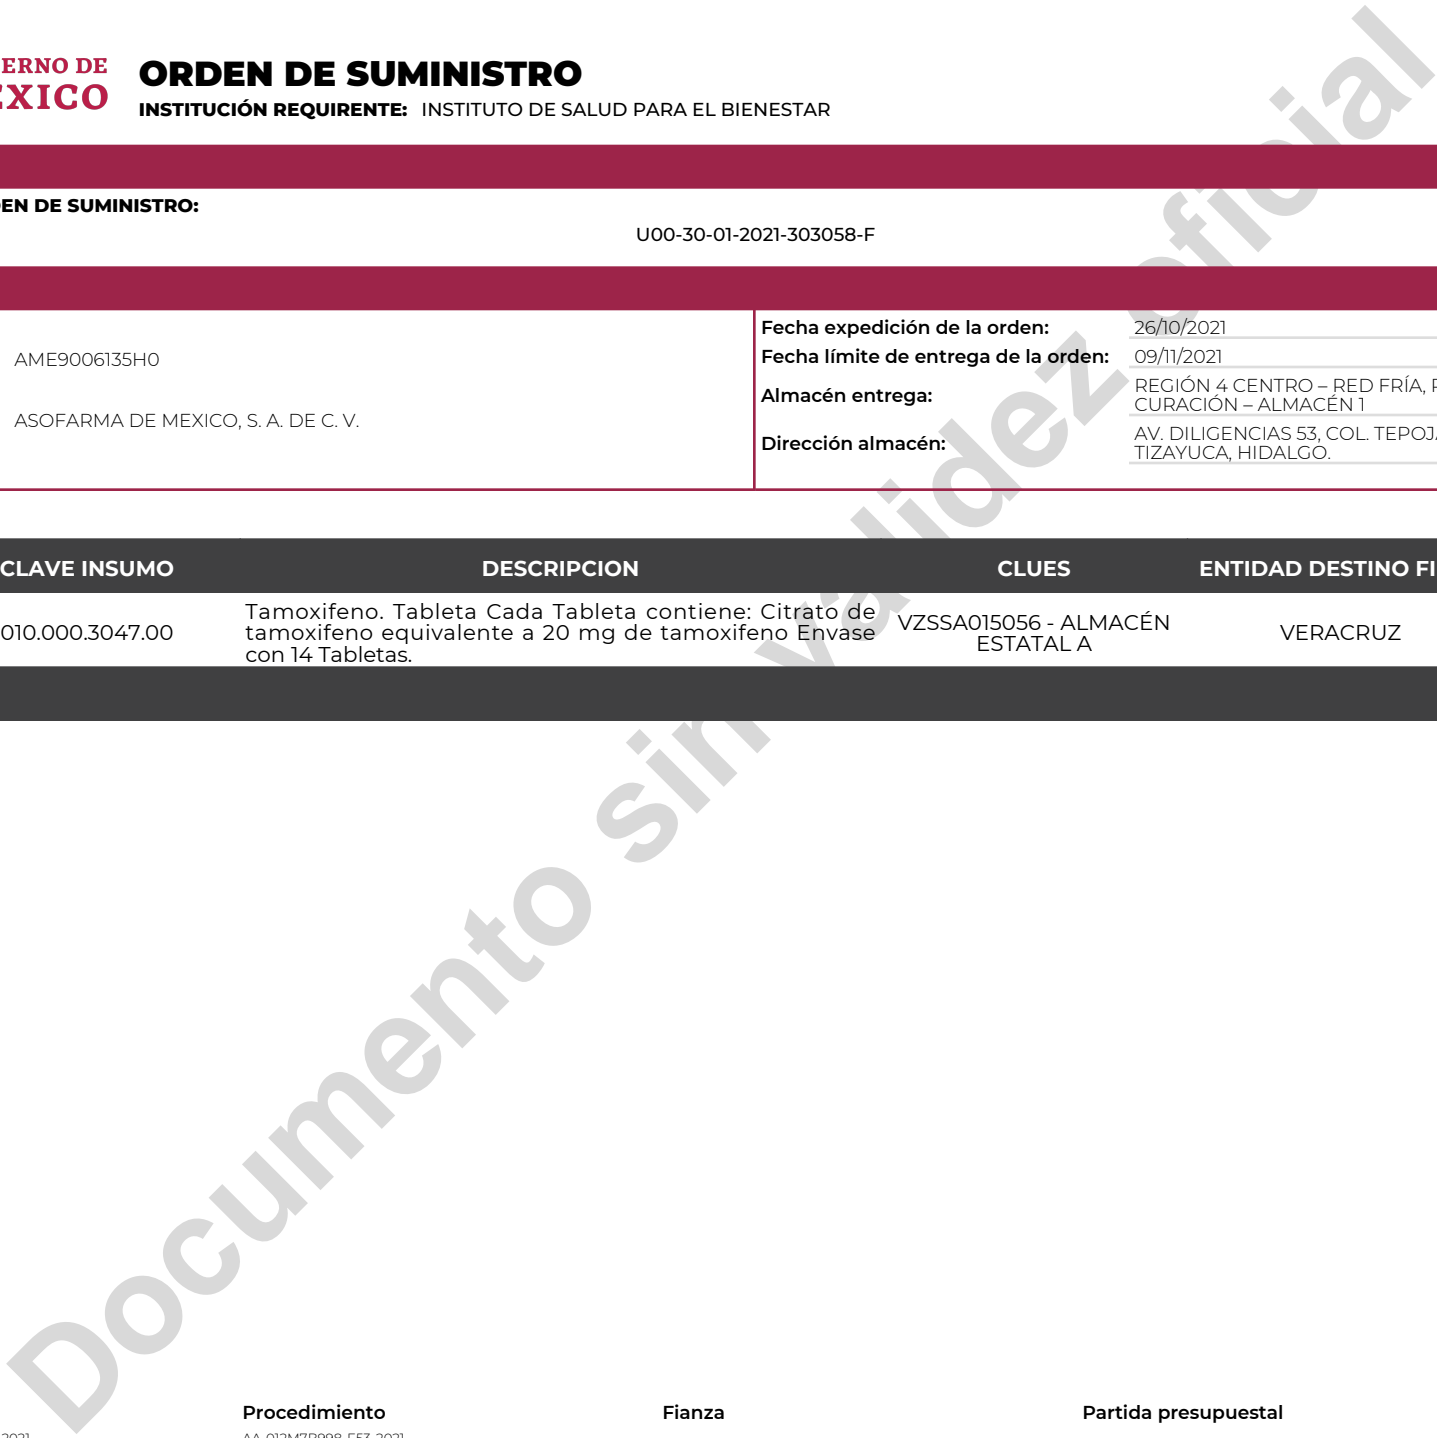 ERNO DE
ORDEN DE SUMINISTRO
INSTITUCIÓN REQUIRENTE: INSTITUTO DE SALUD PARA EL BIENESTAR
EN DE SUMINISTRO:
U00-30-01-2021-303058-F
AME9006135H0
ASOFARMA DE MEXICO, S. A. DE C. V.
Fecha expedición de la orden: 26/10/2021
Fecha límite de entrega de la orden: 09/11/2021
Almacén entrega: REGIÓN 4 CENTRO – RED FRÍA,
CURACIÓN – ALMACÉN 1
Dirección almacén: AV. DILIGENCIAS 53, COL. TEPOJ
TIZAYUCA, HIDALGO.
CLAVE INSUMO DESCRIPCION CLUES ENTIDAD DESTINO FI
010.000.3047.00
Tamoxifeno. Tableta Cada Tableta contiene: Citrato de
tamoxifeno equivalente a 20 mg de tamoxifeno Envase
con 14 Tabletas.
VZSSA015056 - ALMACÉN
ESTATAL A
VERACRUZ
Documento sin validez oficial
Procedimiento Fianza Partida presupuestal